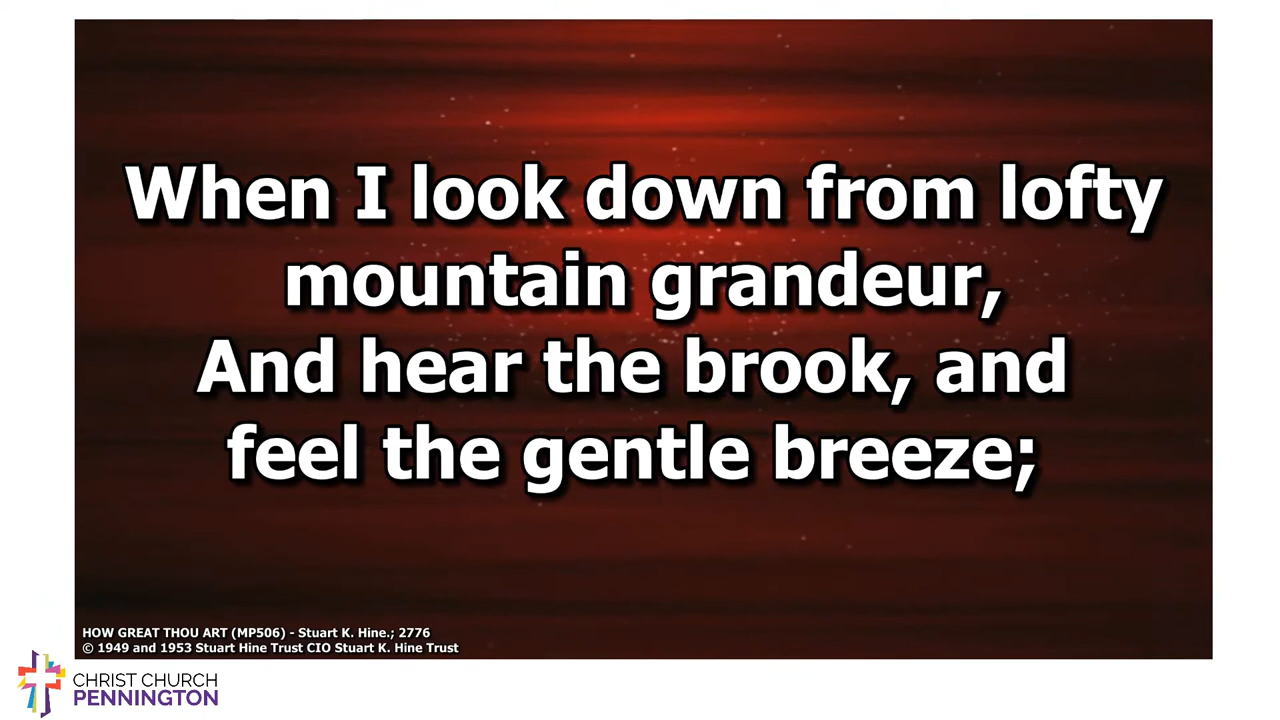 When I look down from lofty
mountain grandeur,
And hear the brook, and
feel the gentle breeze;
HOW GREAT THOU ART (MP506) - Stuart K. Hine.; 2776
© 1949 and 1953 Stuart Hine Trust CIO Stuart K. Hine Trust
CHRIST CHURCH
PENNINGTON